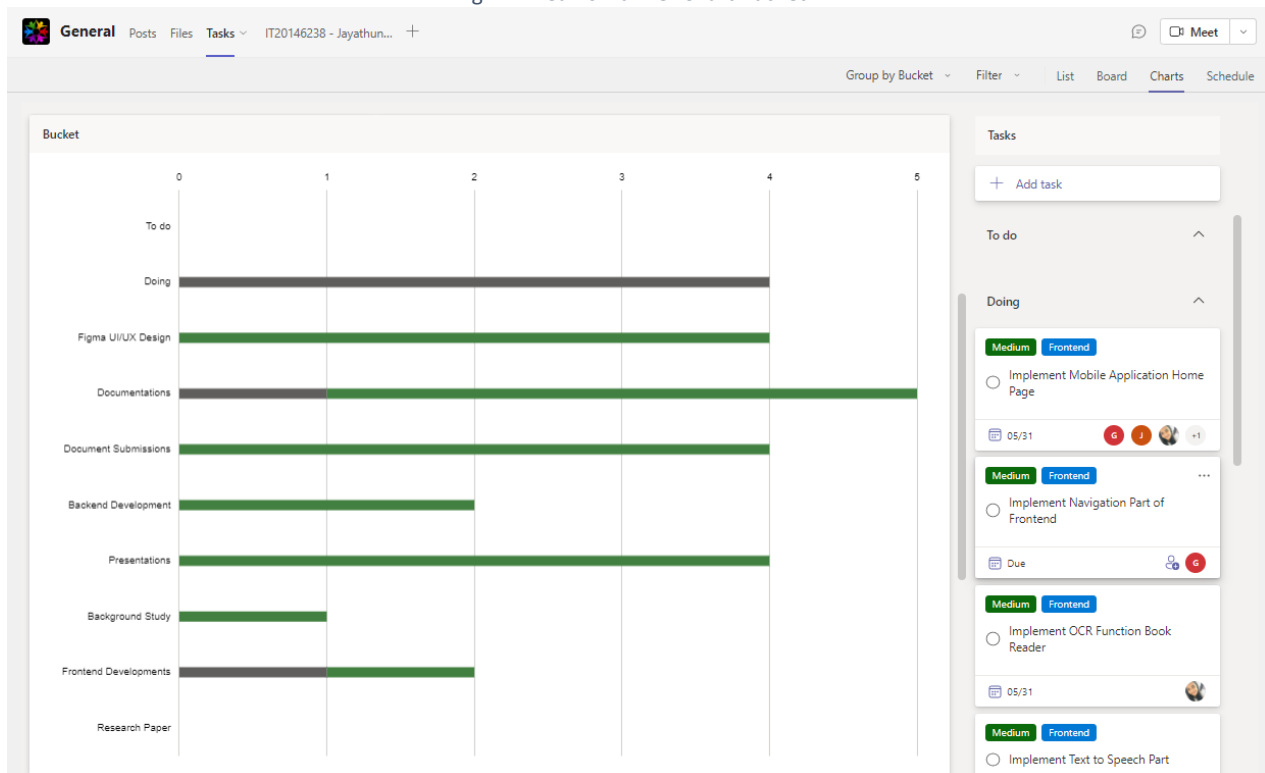 General Posts Files Tasks IT20146238 - Jayathun...
Meet
Group by Bucket Filter List Board Charts Schedule
Bucket
0 1 2 3 4 5
To do
Doing
Figma UI/UX Design
Documentations
Document Submissions
Backend Development
Presentations
Background Study
Frontend Developments
Research Paper
Tasks
+ Add task
To do
Doing
Medium Frontend
Implement Mobile Application Home
Page
05/31 G J +1
Medium Frontend ...
Implement Navigation Part of
Frontend
Due G
Medium Frontend
Implement OCR Function Book
Reader
05/31
Medium Frontend
Implement Text to Speech Part